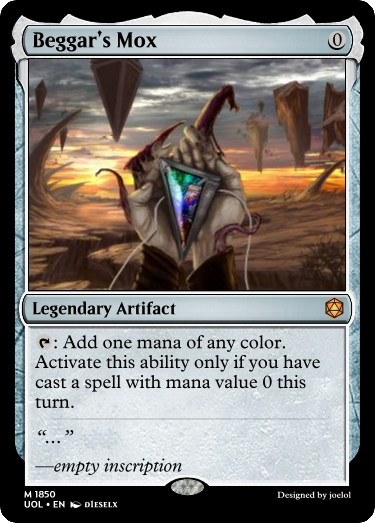 Beggar's Mox 0
Legendary Artifact
: Add one mana of any color.
Activate this ability only if you have
cast a spell with mana value 0 this
turn.
“...”
—empty inscription
M 1850
UOL • EN DIESELX
Designed by joelol